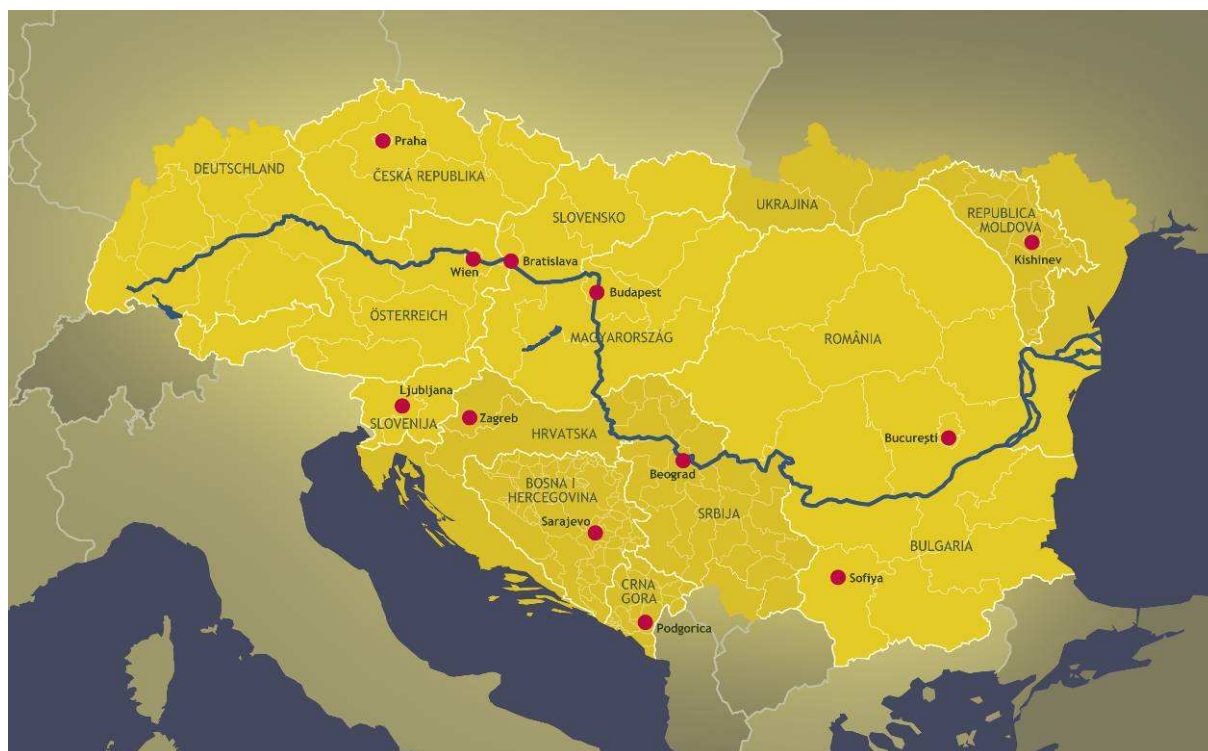 Praha
DEUTSCHLAND
ČESKÁ REPUBLIKA
UKRAJINA
SLOVENSKO
REPUBLICA
MOLDOVA
Kishinev
Wien
Bratislava
Budapest
ÖSTERREICH
MAGYARORSZÁG
ROMÂNIA
Ljubljana
SLOVENIJA
Zagreb
HRVATSKA
Bucureşti
Beograd
BOSNA I
HERCEGOVINA
Sarajevo
SRBIJA
BULGARIA
Sofiya
CRNA
GORA
Podgorica